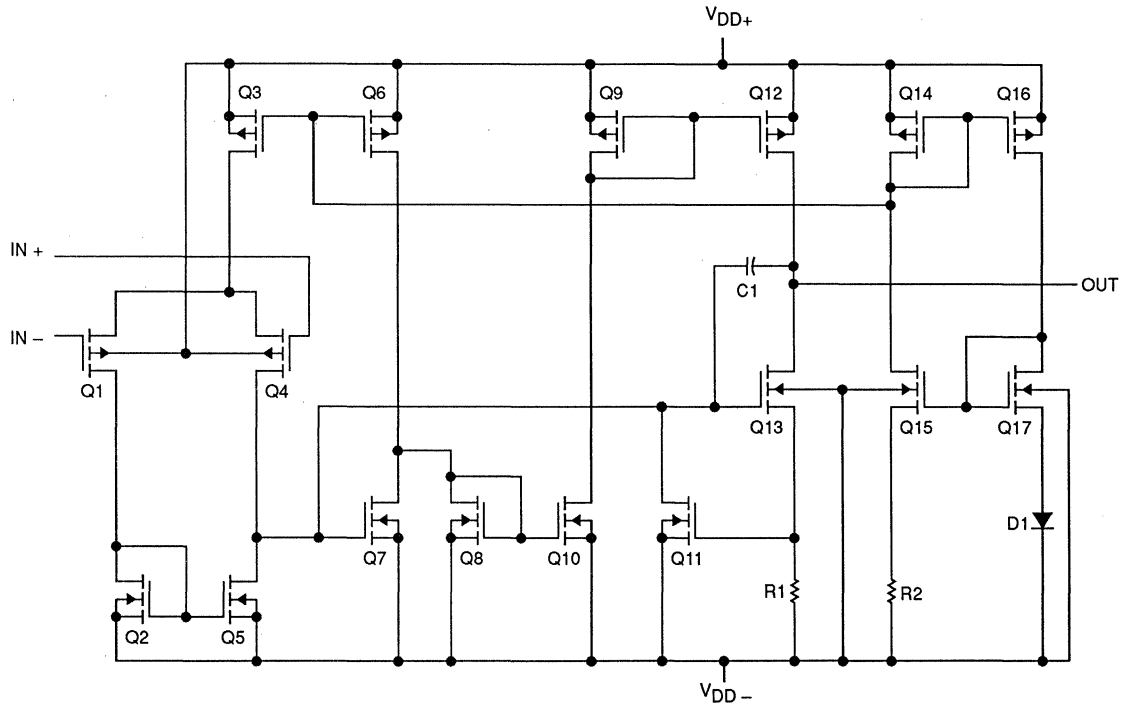 VDD+
Q3 Q6 Q9 Q12 Q14 Q16
IN +
C1
OUT
IN –
Q1 Q4
Q13 Q15 Q17
D1
Q7 Q8 Q10 Q11
R1 R2
Q2 Q5
VDD –